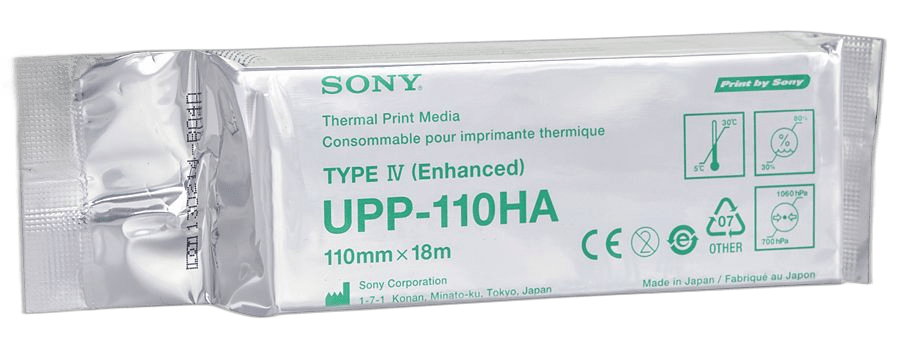 SONY
Print by Sony
Thermal Print Media
Consommable pour imprimante thermique
TYPE Ⅳ (Enhanced)
UPP-110HA
110mm×18m
30℃
5℃
80%
%
30%
1060 hPa
700 hPa
CE
2
e
07
OTHER
Sony Corporation
1-7-1 Konan, Minato-ku, Tokyo, Japan
Made in Japan / Fabriqué au Japon